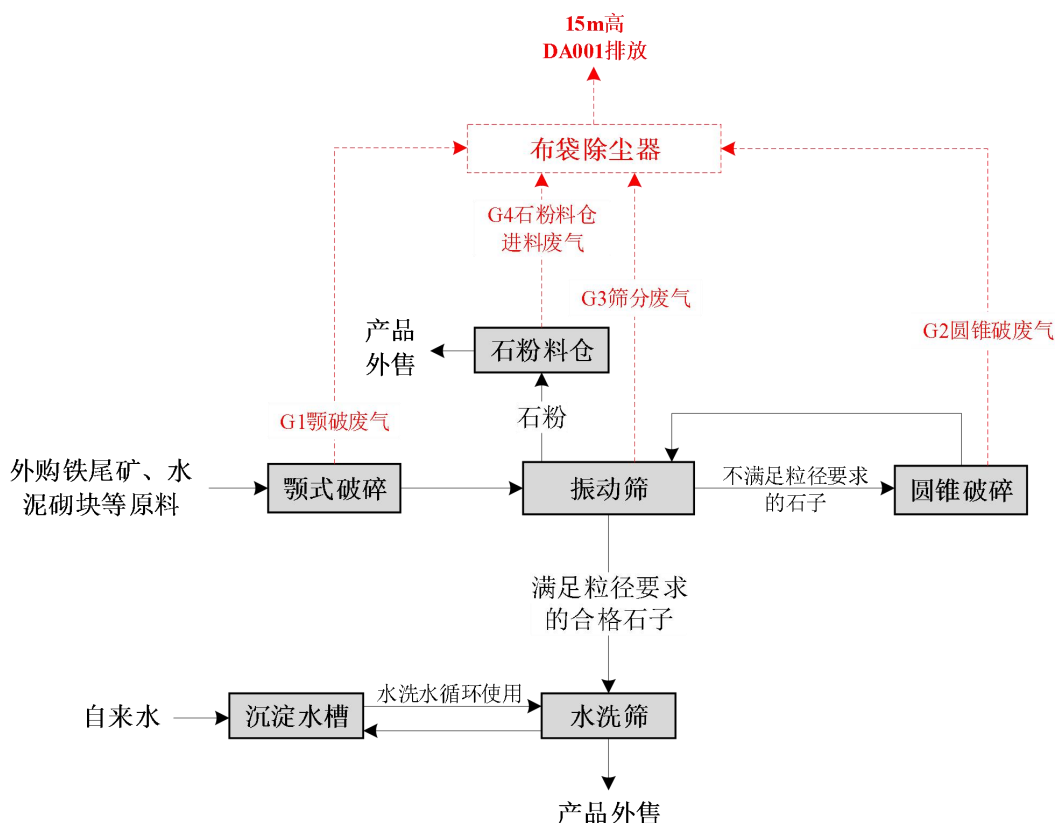 15m高
DA001排放
布袋除尘器
G4石粉料仓
进料废气
G3筛分废气
产品
外售
石粉料仓
G2圆锥破废气
G1颚破废气
石粉
外购铁尾矿、水
泥砌块等原料
颚式破碎
振动筛
不满足粒径要求
的石子
圆锥破碎
满足粒径要求
的合格石子
自来水
沉淀水槽
水洗水循环使用
水洗筛
产品外售